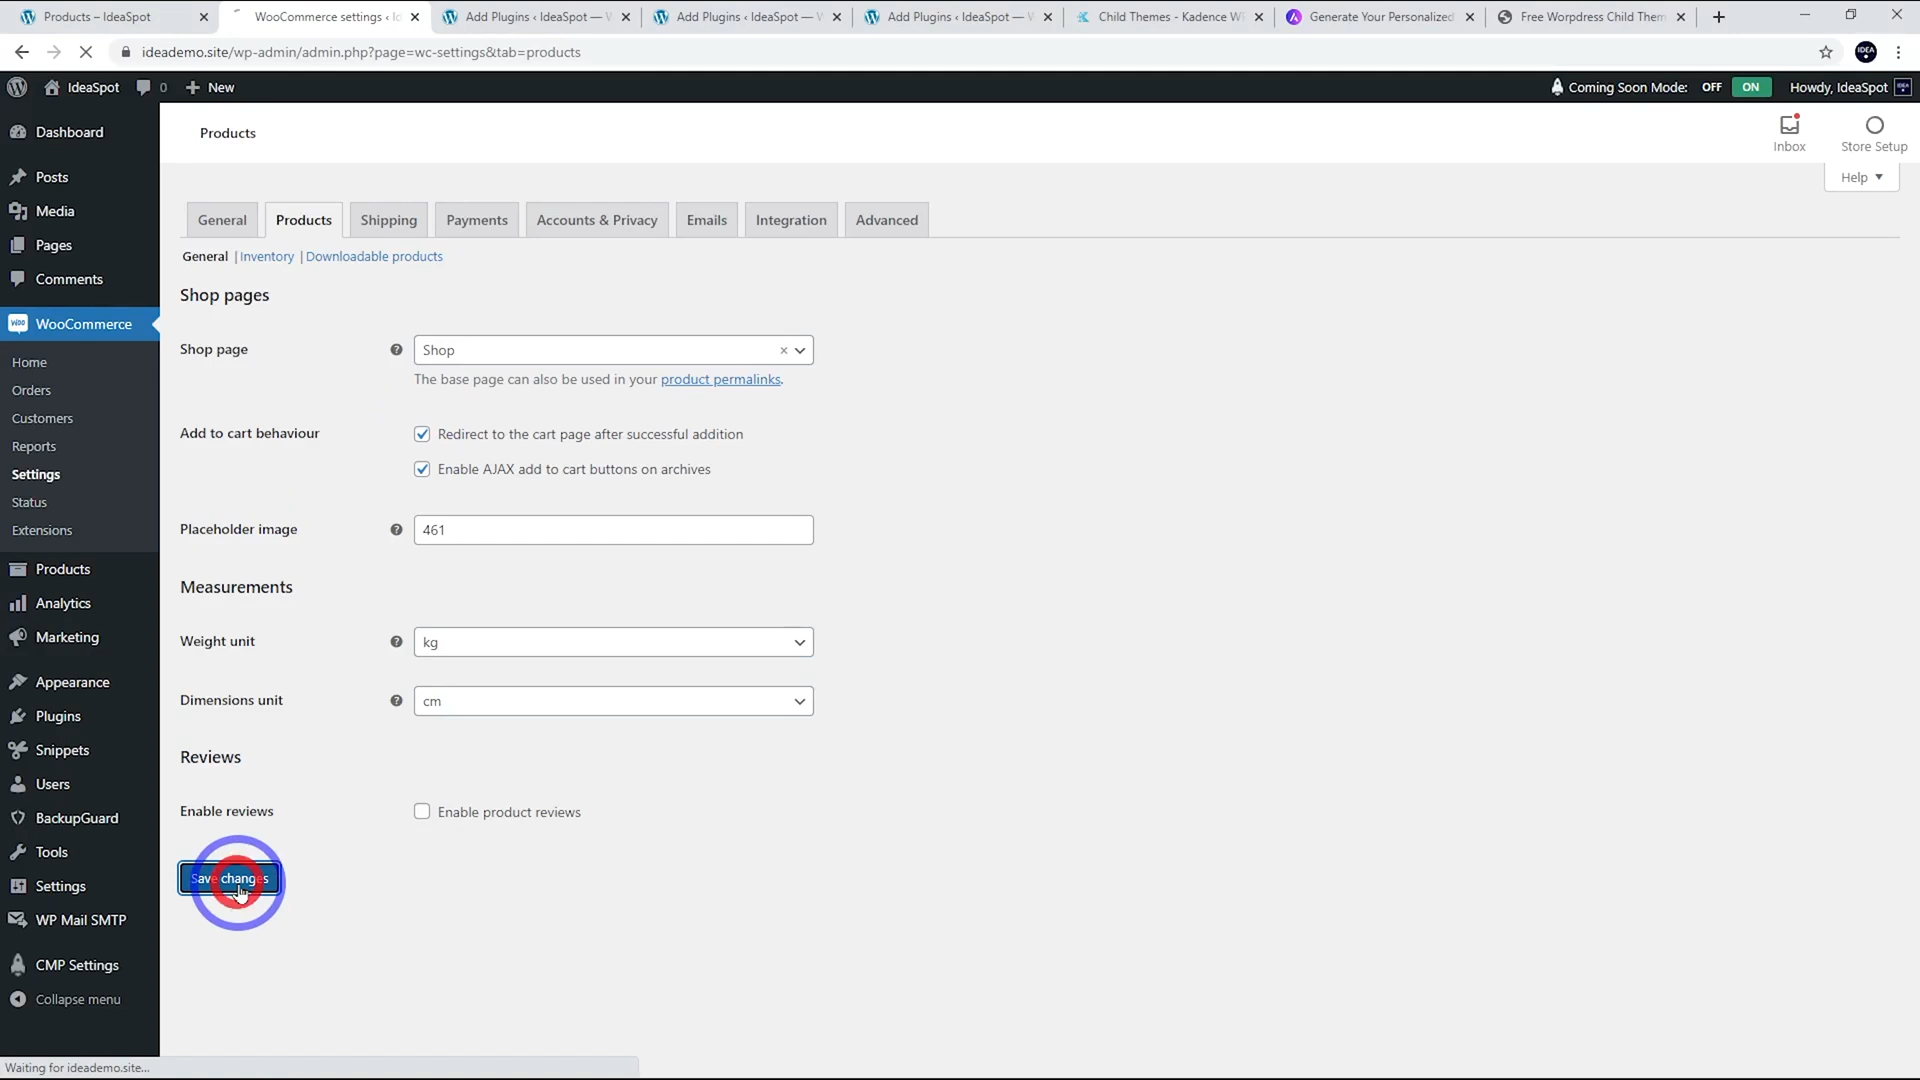 Products ‹ IdeaSpot
WooCommerce settings ‹ Id
Add Plugins ‹ IdeaSpot — W
Add Plugins ‹ IdeaSpot — W
Add Plugins ‹ IdeaSpot — W
Child Themes - Kadence WP
Generate Your Personalized
Free Worpdress Child Them
ideademo.site/wp-admin/admin.php?page=wc-settings&tab=products
IDEA
IdeaSpot
0
New
Coming Soon Mode:
OFF
ON
Howdy, IdeaSpot
Dashboard
Posts
Media
Pages
Comments
WOO
WooCommerce
Home
Orders
Customers
Reports
Settings
Status
Extensions
Products
Analytics
Marketing
Appearance
Plugins
Snippets
Users
BackupGuard
Tools
Settings
WP Mail SMTP
CMP Settings
Collapse menu
Products
Inbox
Store Setup
Help
General
Products
Shipping
Payments
Accounts & Privacy
Emails
Integration
Advanced
General | Inventory | Downloadable products
Shop pages
Shop page
Shop
The base page can also be used in your product permalinks.
Add to cart behaviour
Redirect to the cart page after successful addition
Enable AJAX add to cart buttons on archives
Placeholder image
461
Measurements
Weight unit
kg
Dimensions unit
cm
Reviews
Enable reviews
Enable product reviews
Save changes
Waiting for ideademo.site...